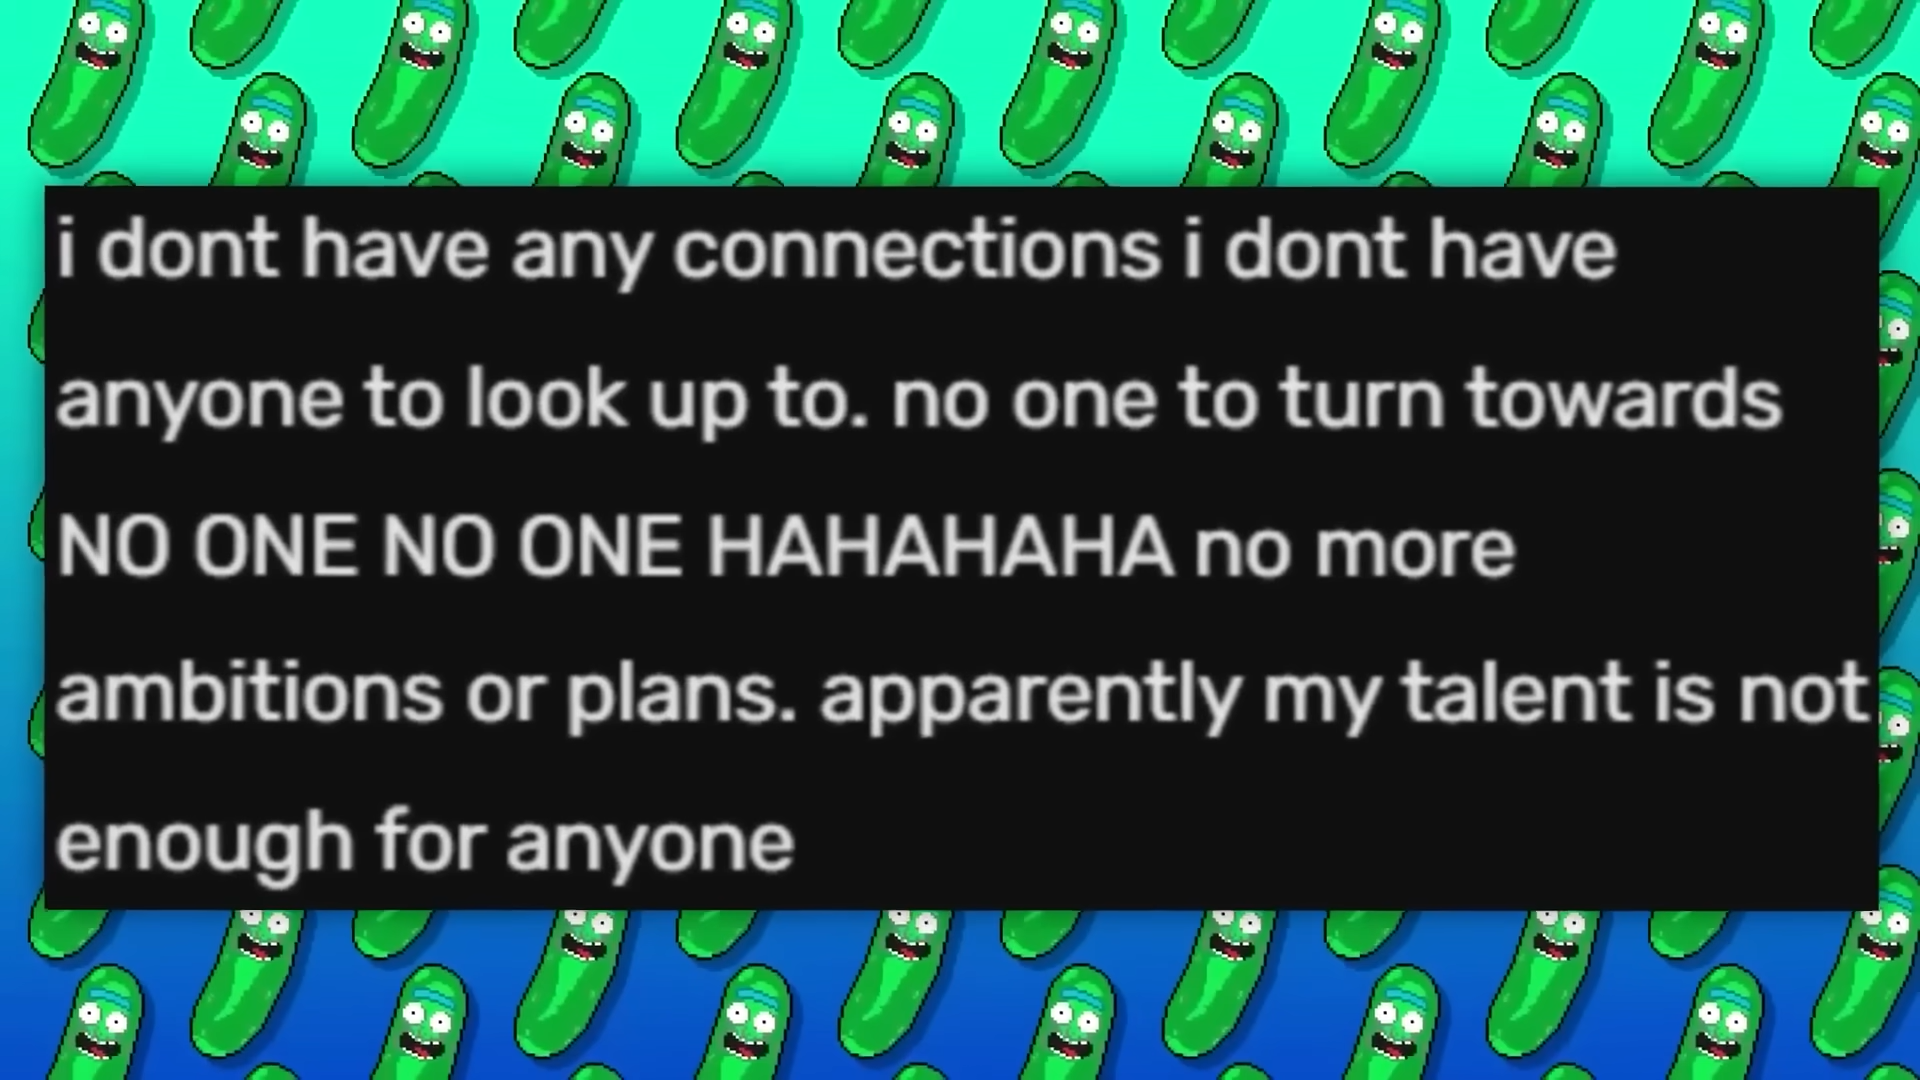 i dont have any connections i dont have
anyone to look up to. no one to turn towards
NO ONE NO ONE HAHAHAHA no more
ambitions or plans. apparently my talent is not
enough for anyone